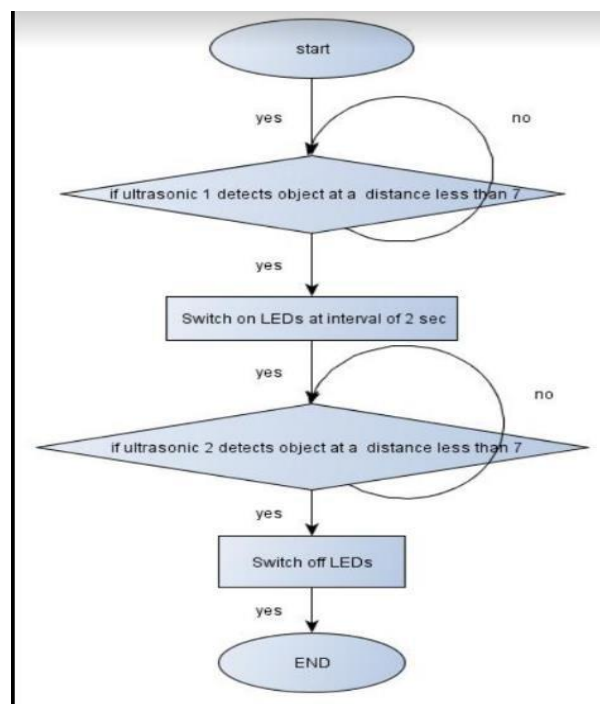 start
yes
no
if ultrasonic 1 detects object at a distance less than 7
yes
Switch on LEDs at interval of 2 sec
yes
no
if ultrasonic 2 detects object at a distance less than 7
yes
Switch off LEDs
yes
END